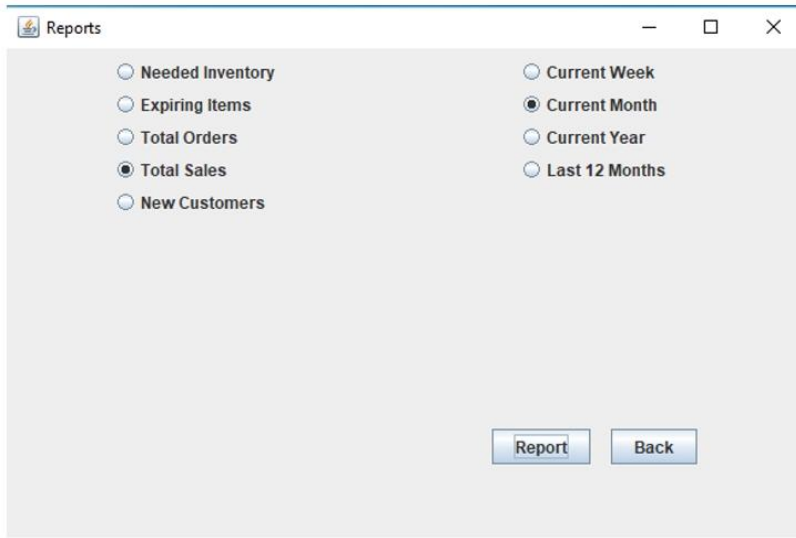 Reports
Needed Inventory
Expiring Items
Total Orders
Total Sales
New Customers
Current Week
Current Month
Current Year
Last 12 Months
Report
Back